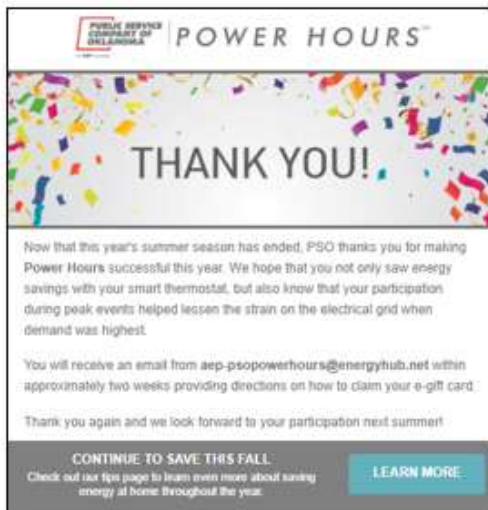 PUBLIC SERVICE
COMPANY OF
OKLAHOMA
POWER HOURS
THANK YOU!
Now that this year's summer season has ended, PSO thanks you for making
Power Hours successful this year. We hope that you not only saw energy
savings with your smart thermostat, but also know that your participation
during peak events helped lessen the strain on the electrical grid when
demand was highest.
You will receive an email from aep-psopowerhours@energyhub.net within
approximately two weeks providing directions on how to claim your e-gift card
Thank you again and we look forward to your participation next summer!
CONTINUE TO SAVE THIS FALL
Check out our tips page to learn even more about saving
energy at home throughout the year.
LEARN MORE